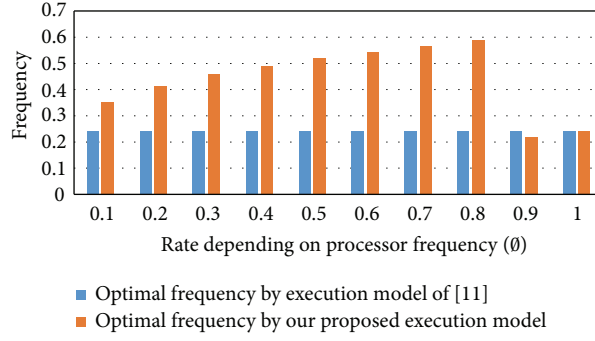 0.7
0.6
0.5
0.4
0.3
0.2
0.1
0
Frequency
0.1 0.2 0.3 0.4 0.5 0.6 0.7 0.8 0.9 1
Rate depending on processor frequency (Ø)
Optimal frequency by execution model of [11]
Optimal frequency by our proposed execution model